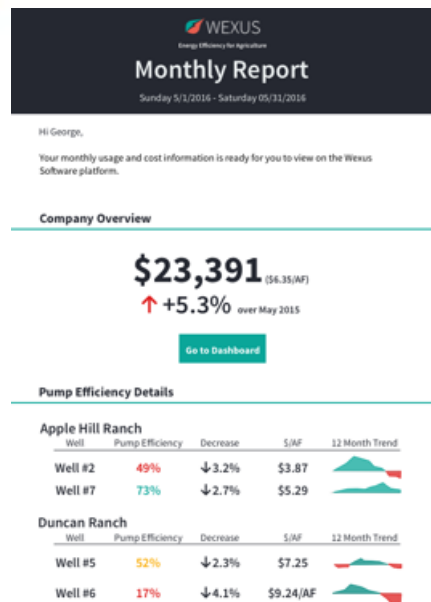 WEXUS
Energy Efficiency for Agriculture
Monthly Report
Sunday 5/1/2016 - Saturday 05/31/2016
Hi George,
Your monthly usage and cost information is ready for you to view on the Wexus
Software platform.
Company Overview
$23,391 ($6.35/AF)
↑ +5.3% over May 2015
Go to Dashboard
Pump Efficiency Details
Apple Hill Ranch
Well Pump Efficiency Decrease $/AF 12 Month Trend
Well #2 49% ↓3.2% $3.87
Well #7 73% ↓2.7% $5.29
Duncan Ranch
Well Pump Efficiency Decrease $/AF 12 Month Trend
Well #5 52% ↓2.3% $7.25
Well #6 17% ↓4.1% $9.24/AF